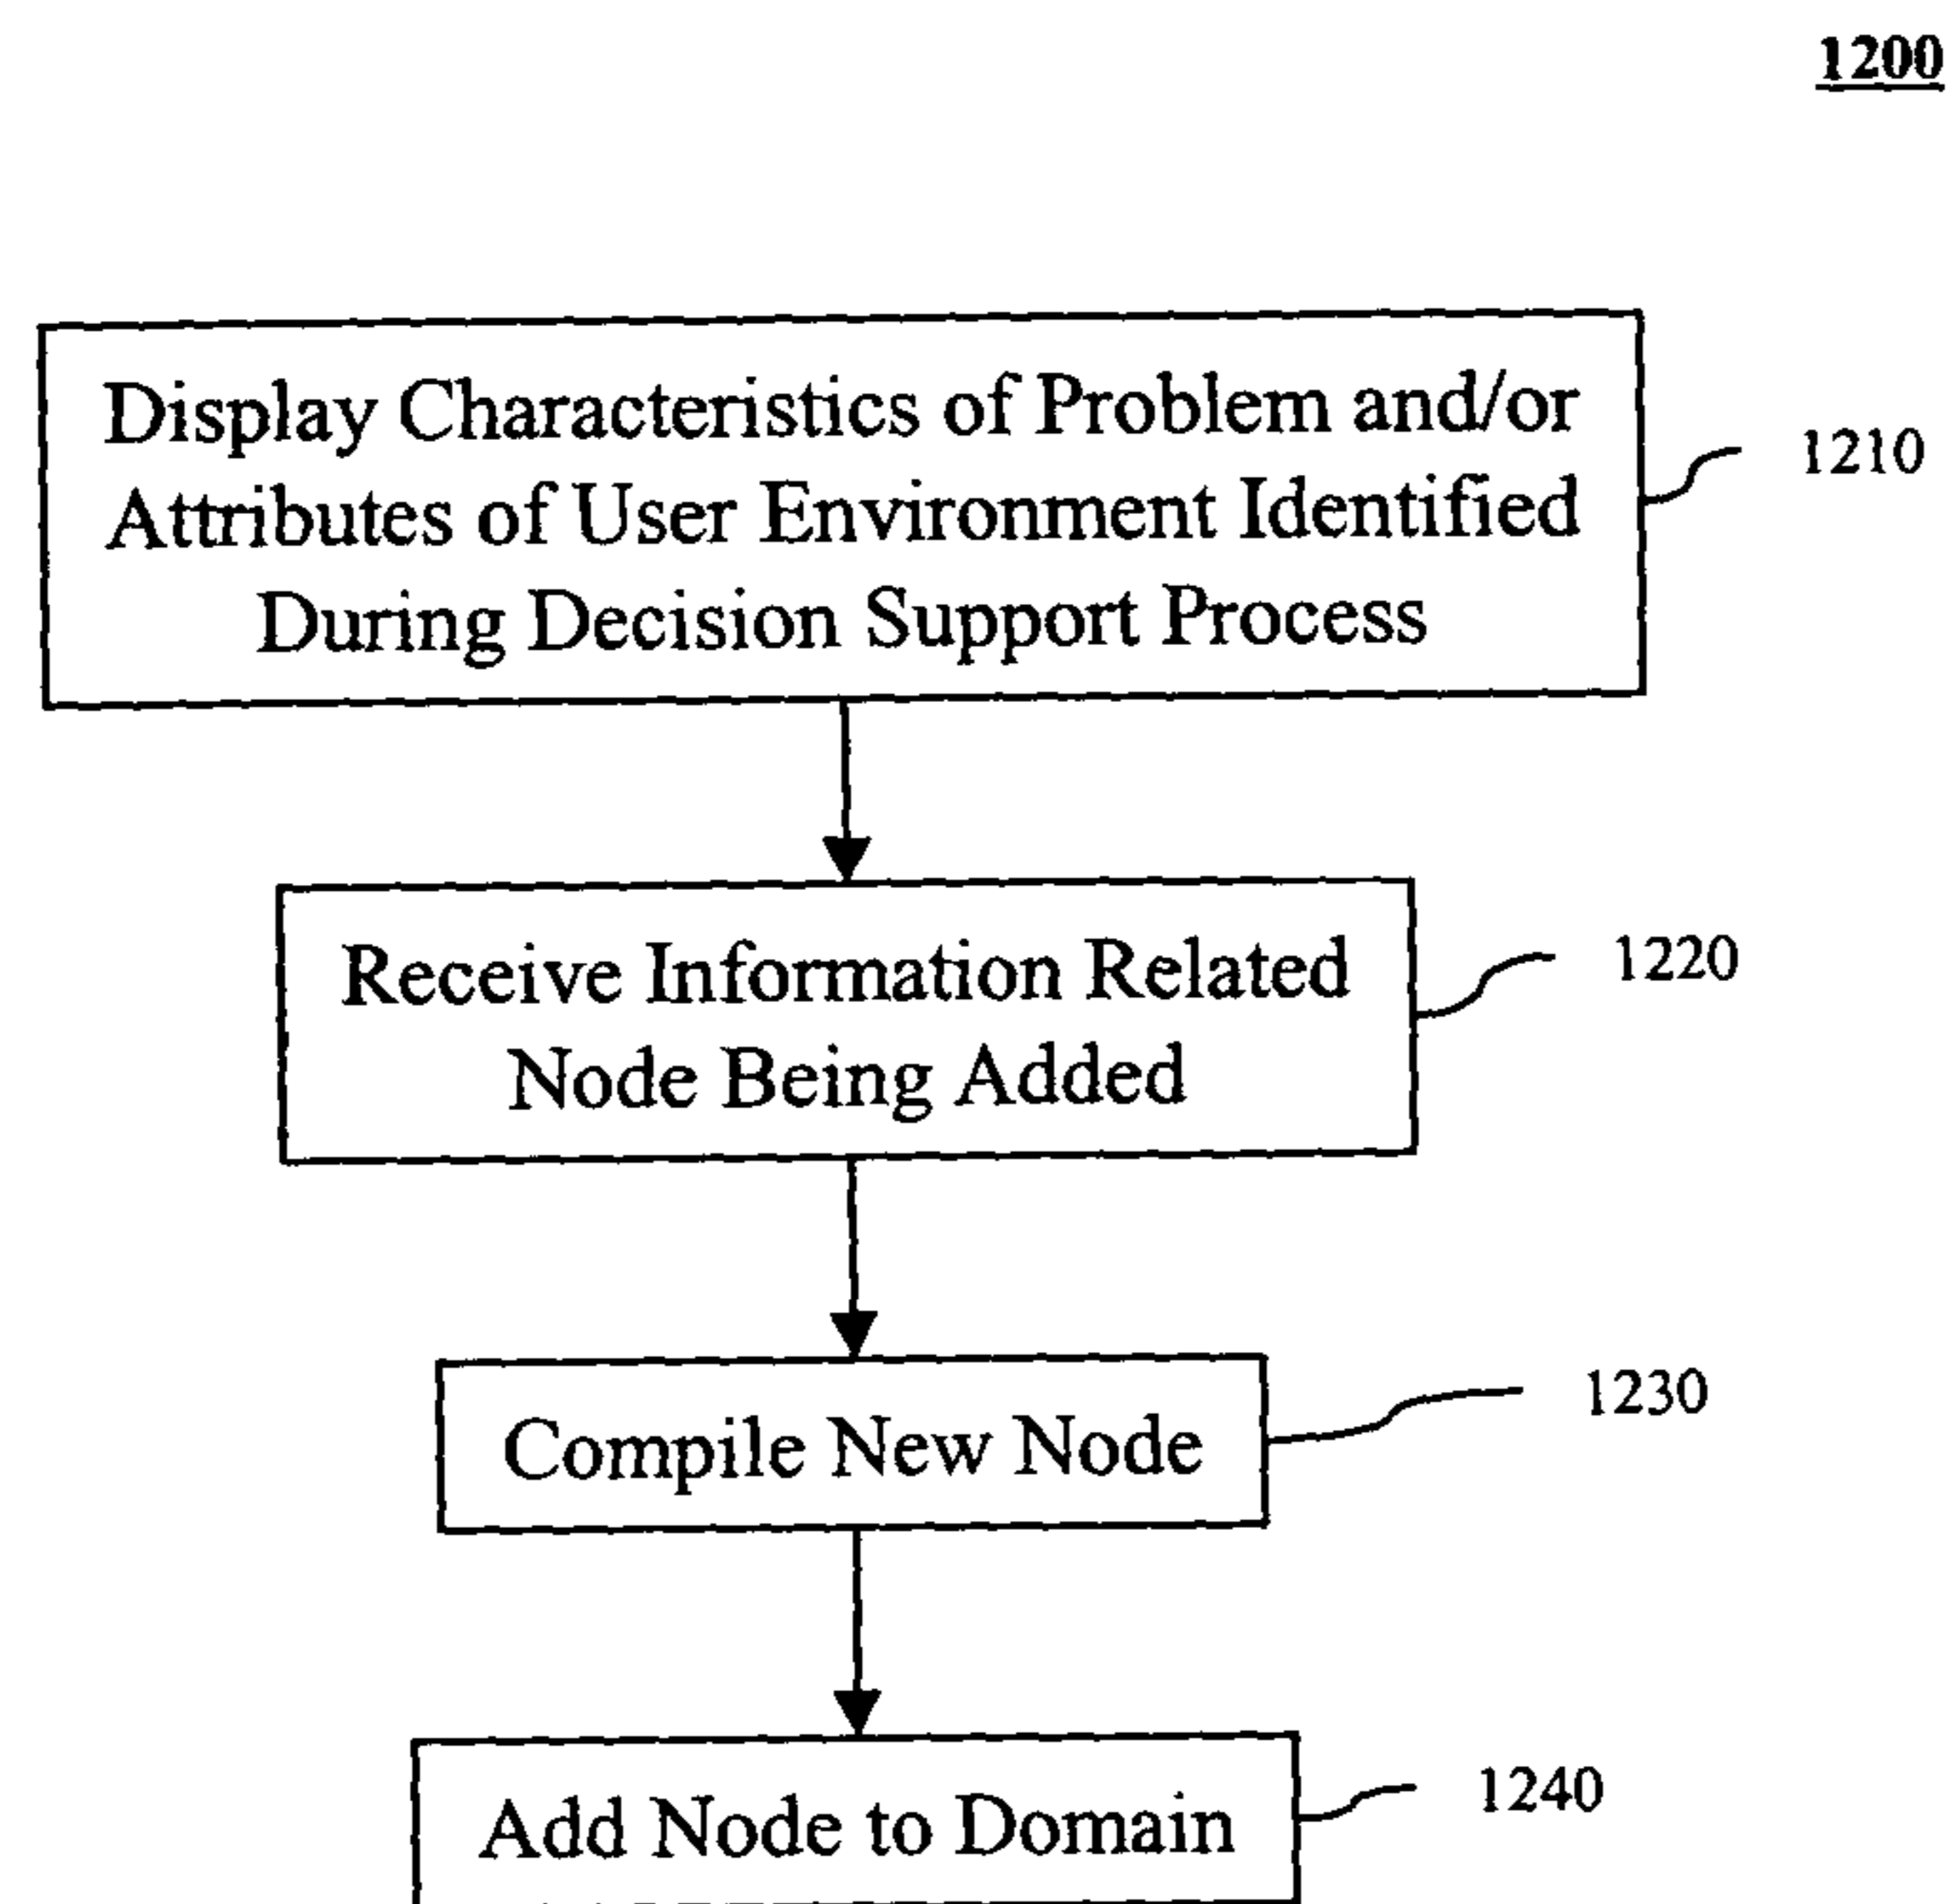 1200
Display Characteristics of Problem and/or
Attributes of User Environment Identified
During Decision Support Process
1210
Receive Information Related
Node Being Added
1220
Compile New Node
1230
Add Node to Domain
1240